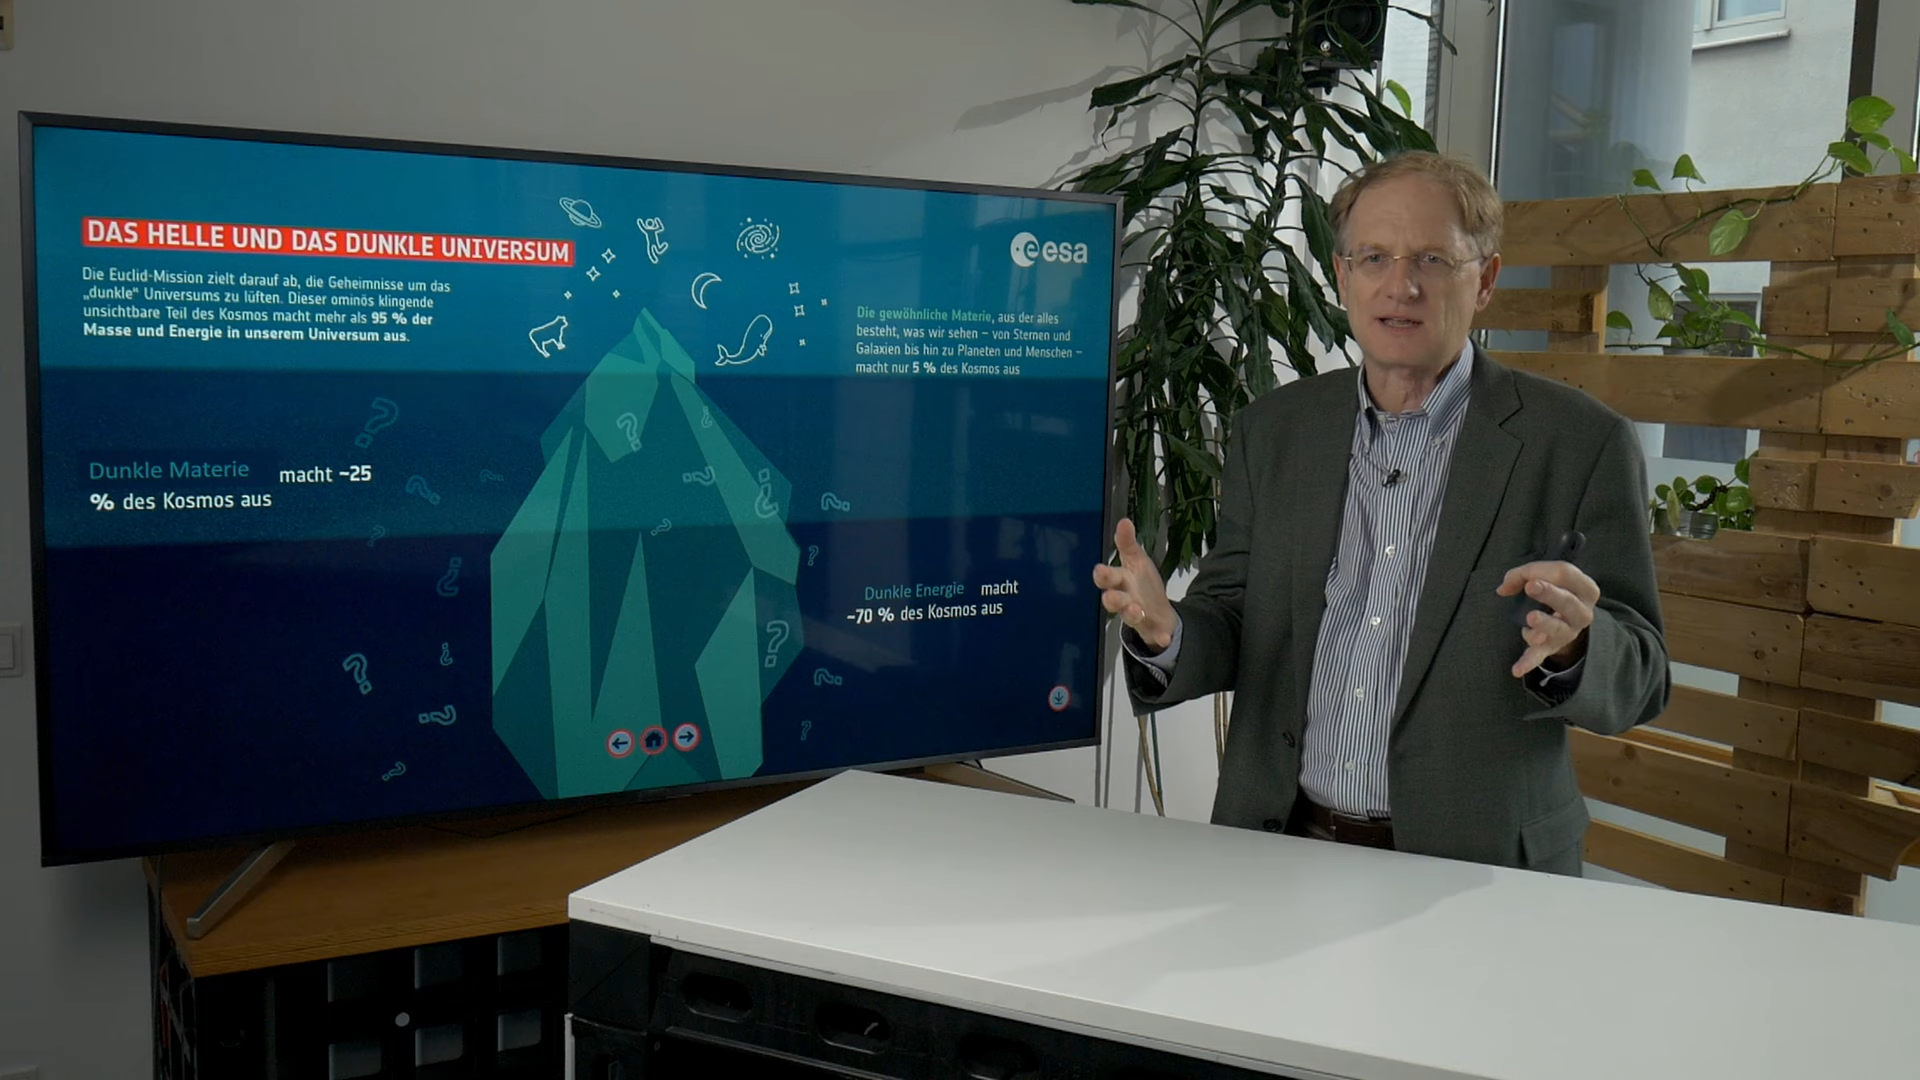 DAS HELLE UND DAS DUNKLE UNIVERSUM
Die Euclid-Mission zielt darauf ab, die Geheimnisse um das
„dunkle“ Universums zu lüften. Dieser ominös klingende
unsichtbare Teil des Kosmos macht mehr als 95 % der
Masse und Energie in unserem Universum aus.
esa
Die gewöhnliche Materie, aus der alles
besteht, was wir sehen – von Sternen und
Galaxien bis hin zu Planeten und Menschen –
macht nur 5 % des Kosmos aus
Dunkle Materie macht ~25
% des Kosmos aus
Dunkle Energie macht
~70 % des Kosmos aus